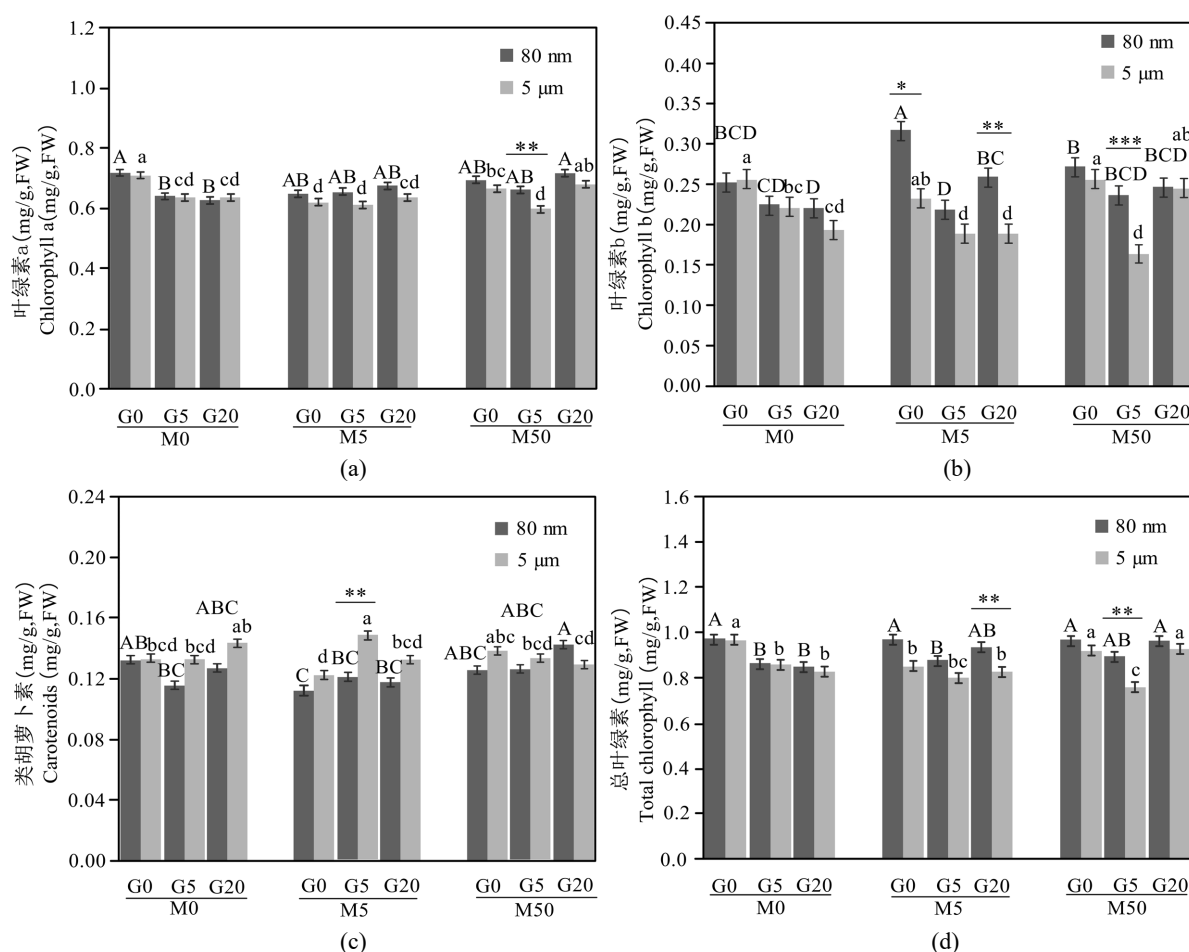 1.2
1.0
0.8
0.6
0.4
0.2
0.0
叶绿素a(mg/g,FW)
Chlorophyll a(mg/g,FW)
80 nm
5 μm
A a B cd B cd
AB d AB d AB cd
AB bc AB d A ab
**
G0 G5 G20 G0 G5 G20 G0 G5 G20
M0 M5 M50
(a)
0.45
0.40
0.35
0.30
0.25
0.20
0.15
0.10
0.05
0.00
叶绿素b(mg/g,FW)
Chlorophyll b(mg/g,FW)
80 nm
5 μm
BCD a CD bc D cd
A ab D d BC d
B a BCD d BCD ab
* ** ***
G0 G5 G20 G0 G5 G20 G0 G5 G20
M0 M5 M50
(b)
0.24
0.20
0.16
0.12
0.08
0.04
0.00
类胡萝卜素(mg/g,FW)
Carotenoids (mg/g,FW)
80 nm
5 μm
AB bcd BC bcd ABC ab
C d BC a BC bcd
ABC abc ABC bcd A cd
**
G0 G5 G20 G0 G5 G20 G0 G5 G20
M0 M5 M50
(c)
1.6
1.4
1.2
1.0
0.8
0.6
0.4
0.2
0.0
总叶绿素(mg/g,FW)
Total chlorophyll (mg/g,FW)
80 nm
5 μm
A a B b B b
A b B bc AB b
A a AB c A a
** **
G0 G5 G20 G0 G5 G20 G0 G5 G20
M0 M5 M50
(d)